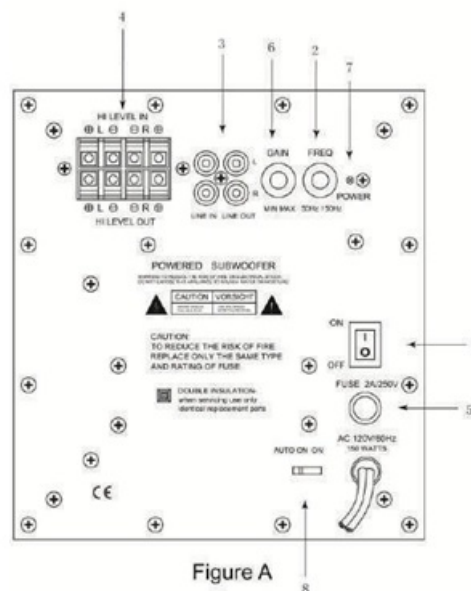 4 3 6 2 7
HI LEVEL IN
⊕ L ⊖ ⊖ R ⊕
GAIN FREQ
L
R
⊕ L ⊖ ⊖ R ⊕
HI LEVEL OUT
LINE IN LINE OUT
MIN MAX 50Hz 150Hz
POWER
POWERED SUBWOOFER
CAUTION VORSICHT
CAUTION:
TO REDUCE THE RISK OF FIRE
REPLACE ONLY THE SAME TYPE
AND RATING OF FUSE.
DOUBLE INSULATION-
when servicing use only
identical replacement parts
ON
I
O
OFF
FUSE 2A/250V
5
AC 120V/60Hz
150 WATTS
AUTO ON ON
CE
8
Figure A